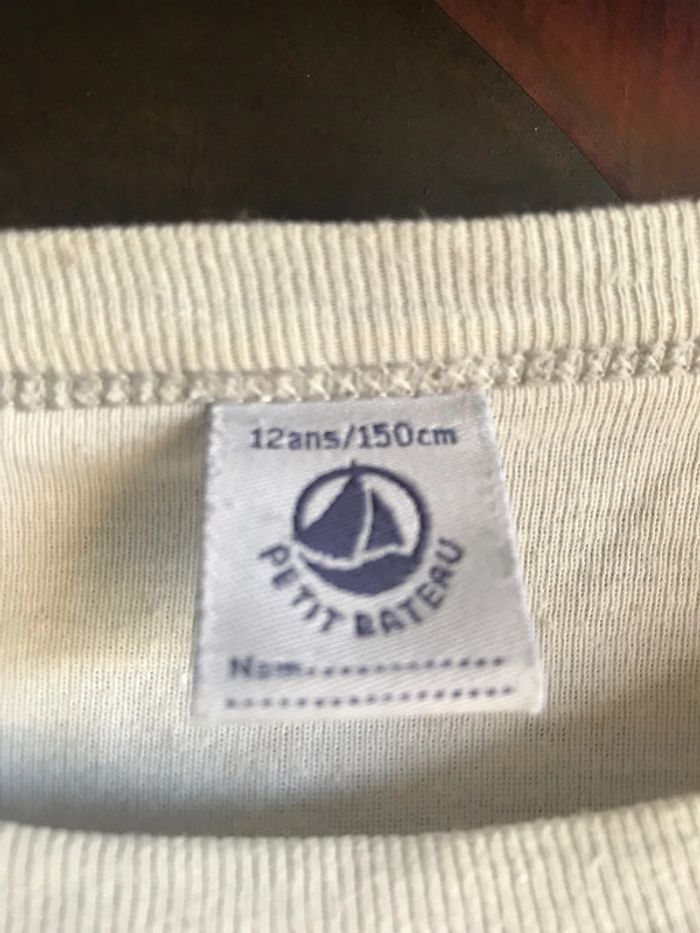 12ans/150cm
PETIT BATEAU
Nom..............
....................